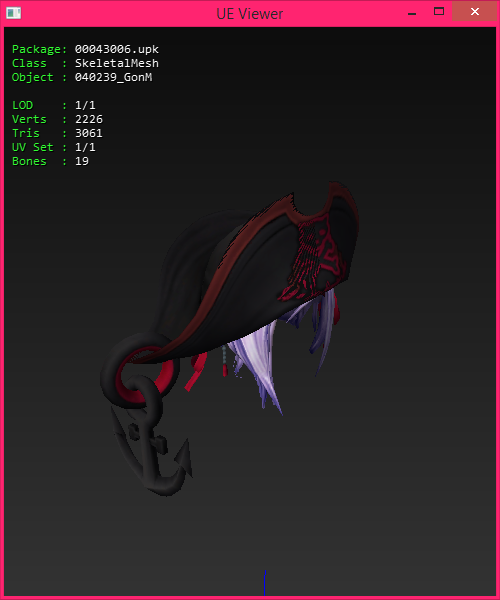 UE Viewer
Package: 00043006.upk
Class : SkeletalMesh
Object : 040239_GonM
LOD : 1/1
Verts : 2226
Tris : 3061
UV Set : 1/1
Bones : 19